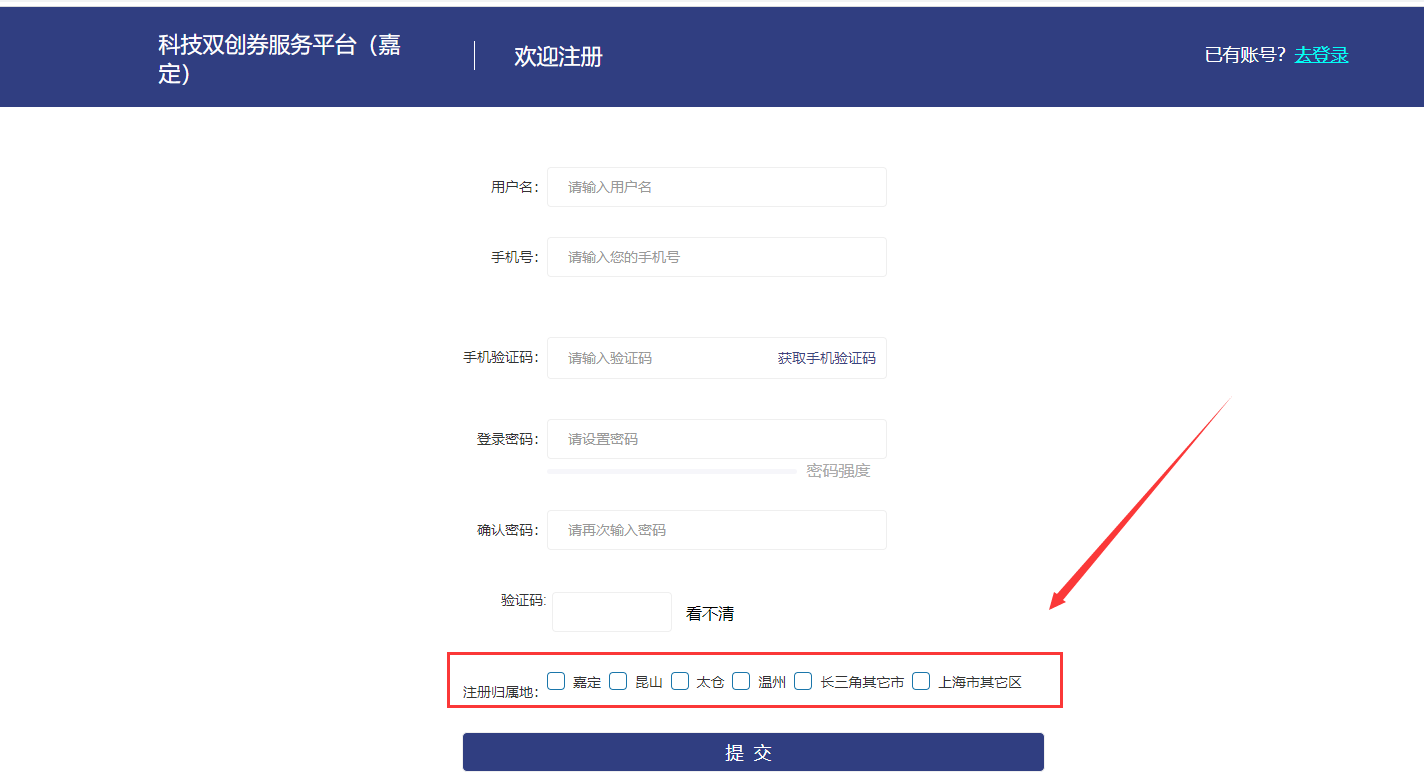 科技双创券服务平台（嘉
定）
欢迎注册
已有账号？去登录
用户名：
请输入用户名
手机号：
请输入您的手机号
手机验证码：
请输入验证码
获取手机验证码
登录密码：
请设置密码
密码强度
确认密码：
请再次输入密码
验证码:
看不清
注册归属地：
嘉定 昆山 太仓 温州 长三角其它市 上海市其它区
提 交